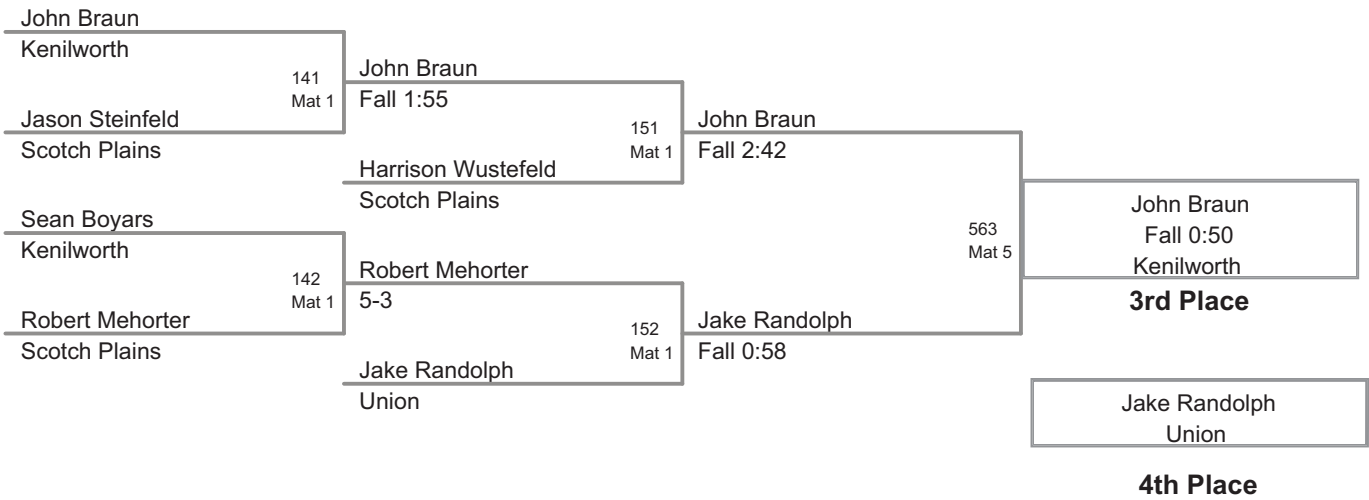 John Braun
Kenilworth
141
Mat 1
Jason Steinfeld
Scotch Plains
John Braun
Fall 1:55
151
Mat 1
Harrison Wustefeld
Scotch Plains
Sean Boyars
Kenilworth
142
Mat 1
Robert Mehorter
Scotch Plains
Robert Mehorter
5-3
152
Mat 1
Jake Randolph
Union
John Braun
Fall 2:42
563
Mat 5
Jake Randolph
Fall 0:58
John Braun
Fall 0:50
Kenilworth
3rd Place
Jake Randolph
Union
4th Place